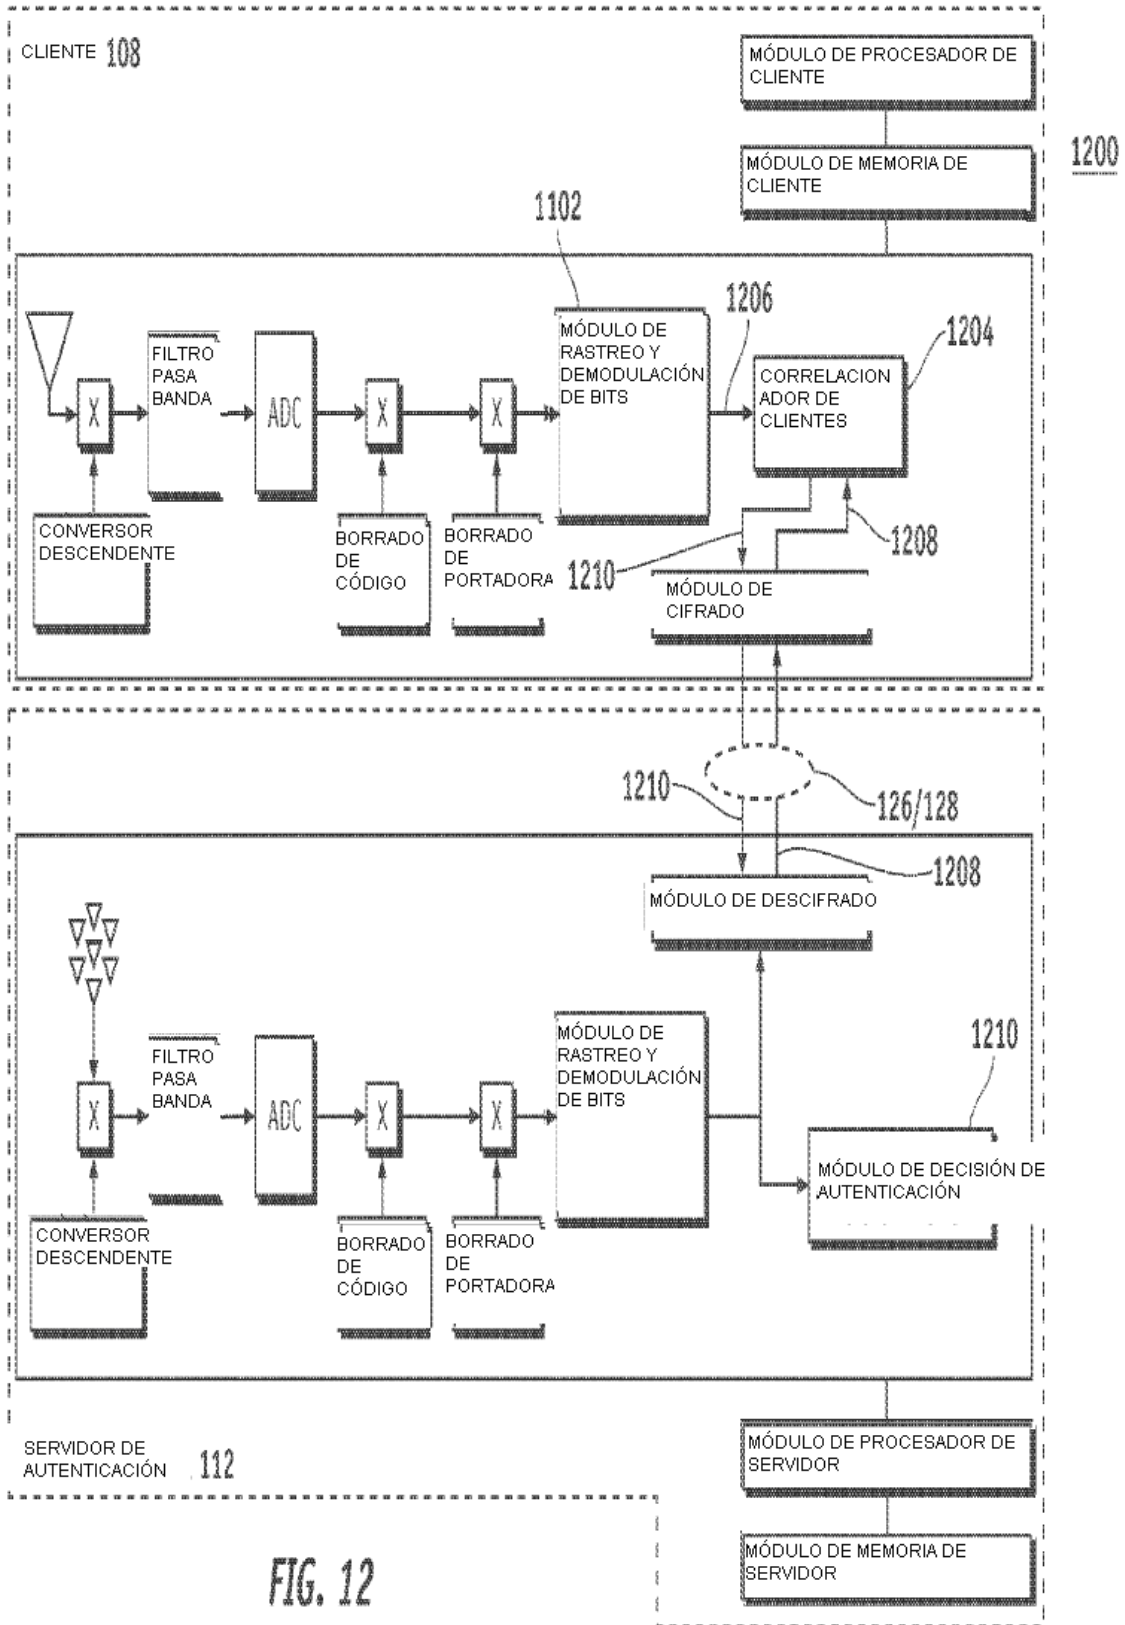 CLIENTE 108
MÓDULO DE PROCESADOR DE
CLIENTE
1200
MÓDULO DE MEMORIA DE
CLIENTE
1102
1206
1204
FILTRO
PASA
BANDA
MÓDULO DE
RASTREO Y
DEMODULACIÓN
DE BITS
CORRELACION
ADOR DE
CLIENTES
X
ADC
X
X
CONVERSOR
DESCENDENTE
BORRADO
DE
CÓDIGO
BORRADO
DE
PORTADORA
1210
1208
MÓDULO DE
CIFRADO
1210
126/128
1208
MÓDULO DE DESCIFRADO
FILTRO
PASA
BANDA
MÓDULO DE
RASTREO Y
DEMODULACIÓN
DE BITS
1210
X
ADC
X
X
MÓDULO DE DECISIÓN DE
AUTENTICACIÓN
CONVERSOR
DESCENDENTE
BORRADO
DE
CÓDIGO
BORRADO
DE
PORTADORA
SERVIDOR DE
AUTENTICACIÓN 112
MÓDULO DE PROCESADOR DE
SERVIDOR
MÓDULO DE MEMORIA DE
SERVIDOR
FIG. 12